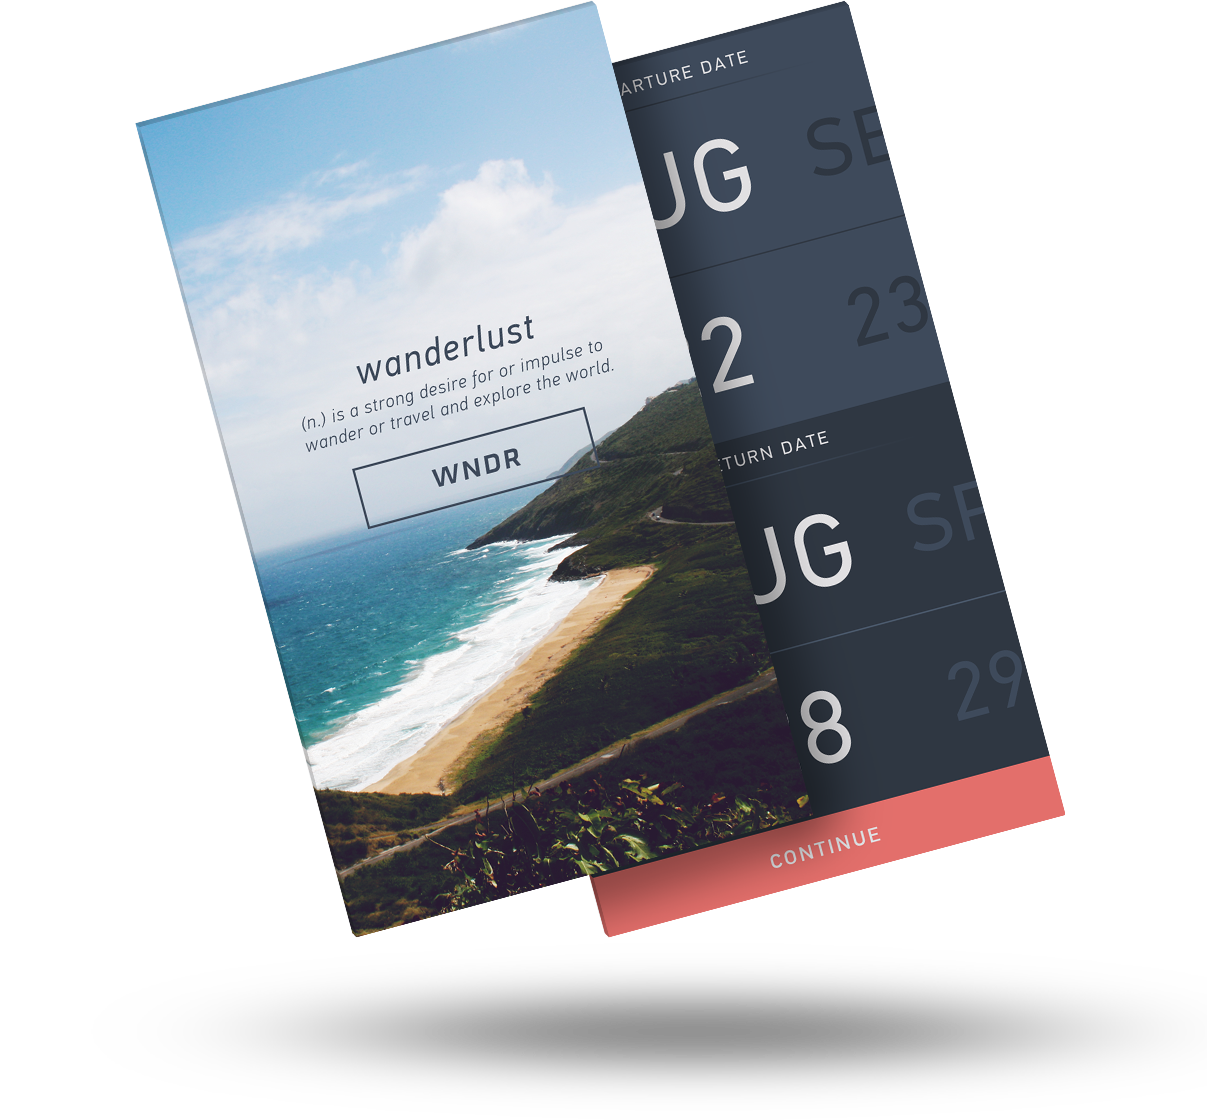 wanderlust
(n.) is a strong desire for or impulse to
wander or travel and explore the world.
WNDR
ARTURE DATE
UG SE
2 23
ETURN DATE
UG
8 29
CONTINUE